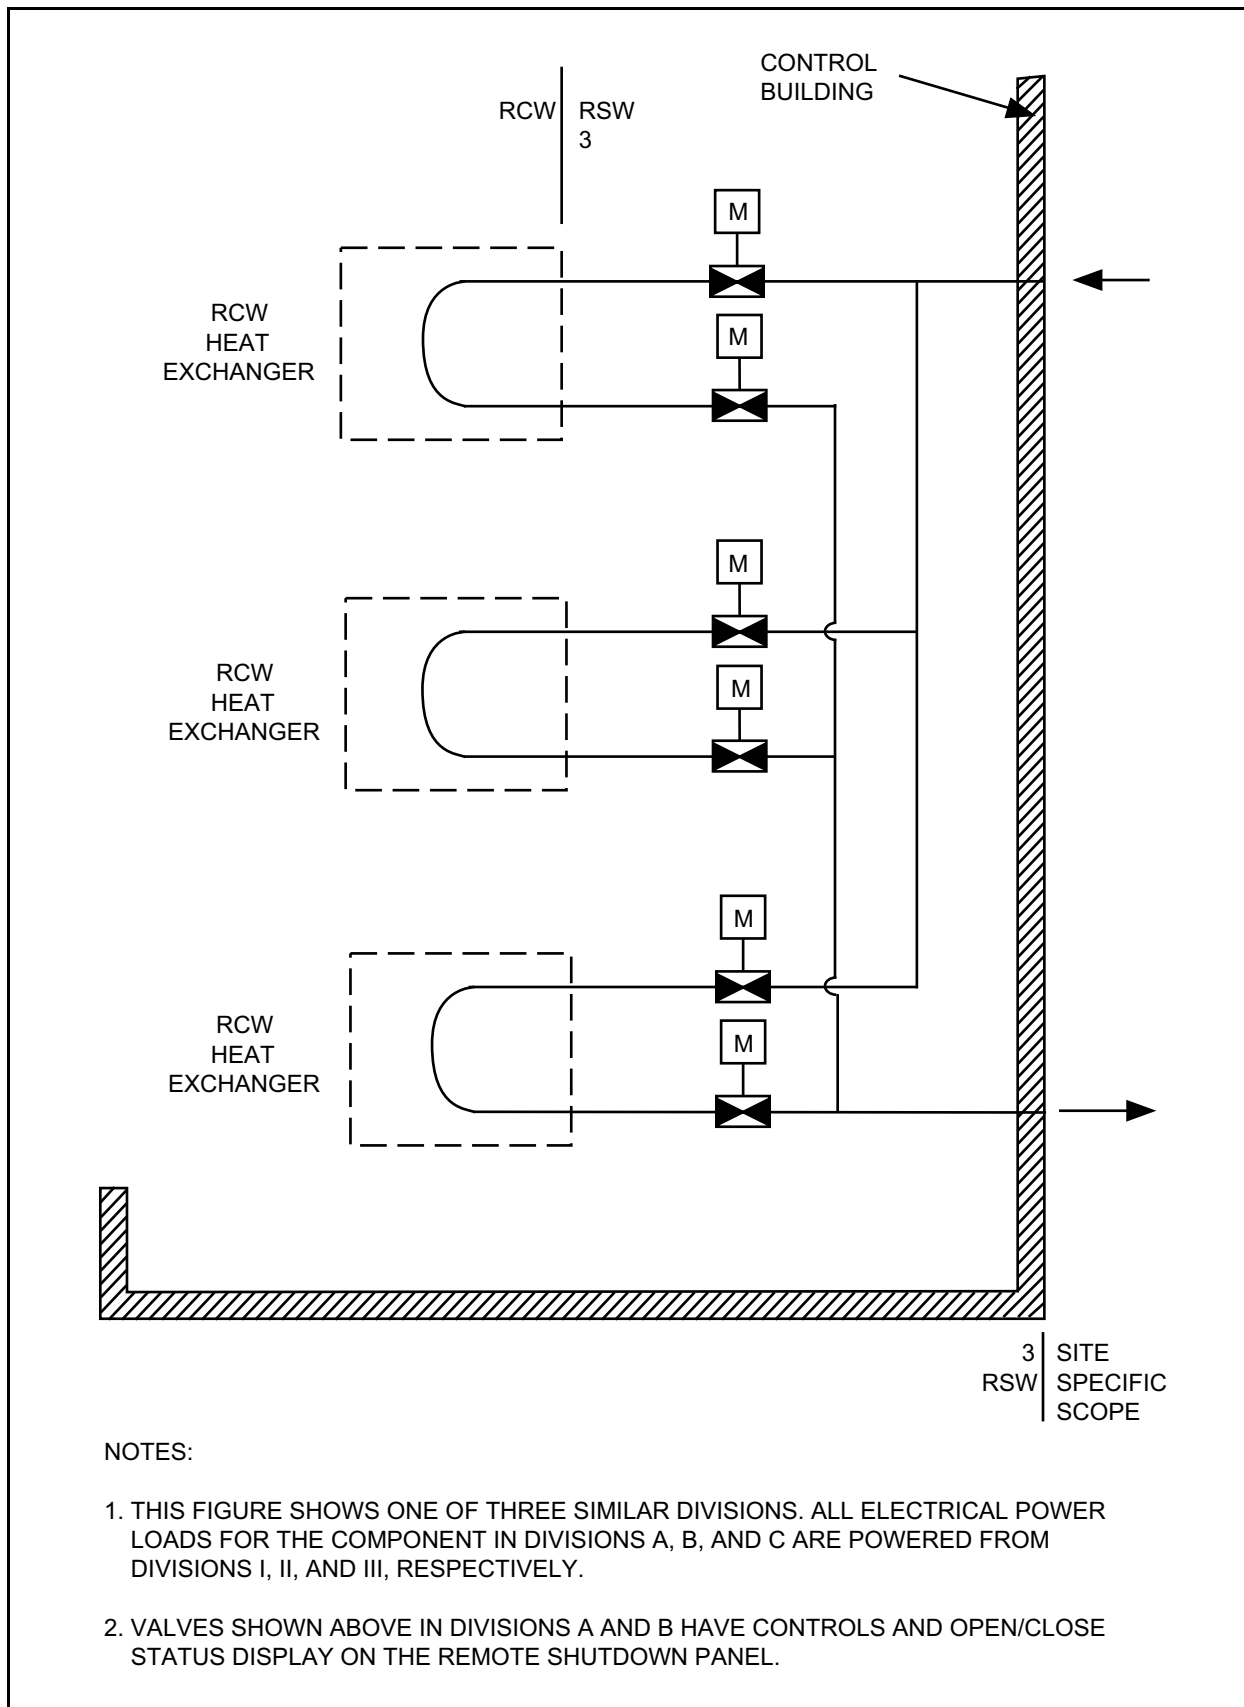 CONTROL
BUILDING
RCW
RSW
3
M
M
RCW
HEAT
EXCHANGER
M
M
RCW
HEAT
EXCHANGER
M
M
RCW
HEAT
EXCHANGER
3
RSW
SITE
SPECIFIC
SCOPE
NOTES:
1. THIS FIGURE SHOWS ONE OF THREE SIMILAR DIVISIONS. ALL ELECTRICAL POWER
LOADS FOR THE COMPONENT IN DIVISIONS A, B, AND C ARE POWERED FROM
DIVISIONS I, II, AND III, RESPECTIVELY.
2. VALVES SHOWN ABOVE IN DIVISIONS A AND B HAVE CONTROLS AND OPEN/CLOSE
STATUS DISPLAY ON THE REMOTE SHUTDOWN PANEL.